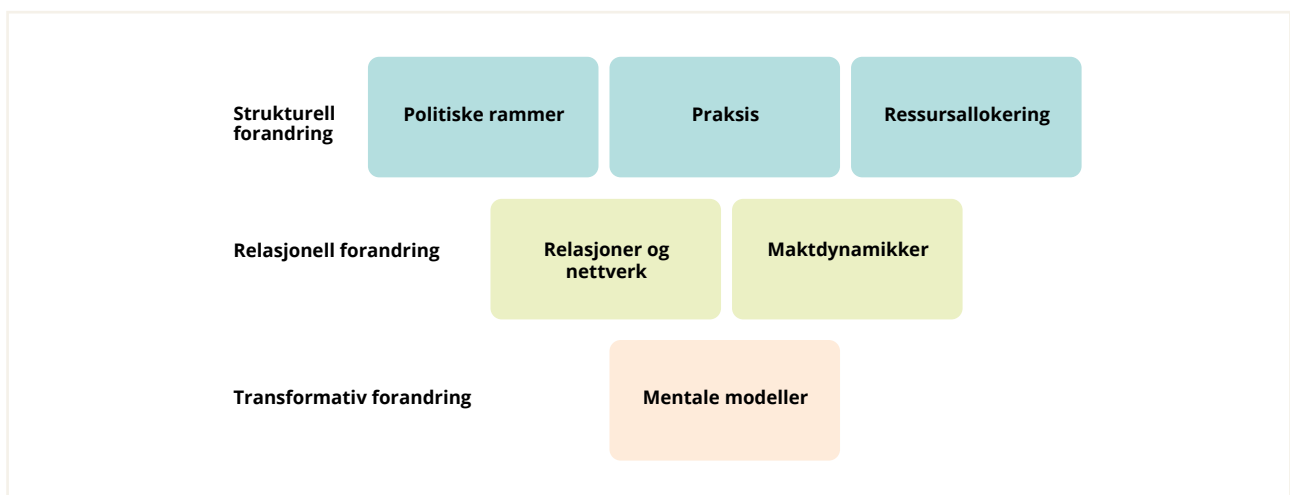 Strukturell
forandring
Politiske rammer
Praksis
Ressursallokering
Relasjonell forandring
Relasjoner og
nettverk
Maktdynamikker
Transformativ forandring
Mentale modeller